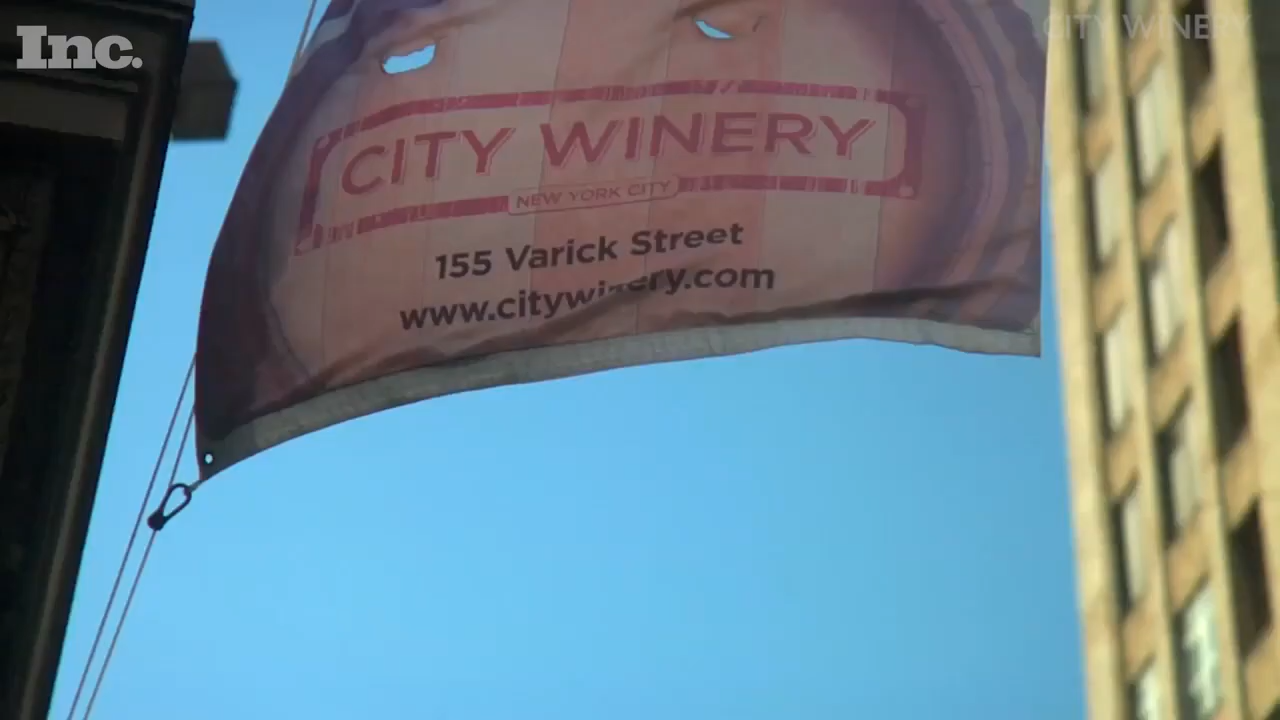 Inc.
CITY WINERY
CITY WINERY
NEW YORK CITY
155 Varick Street
www.citywinery.com